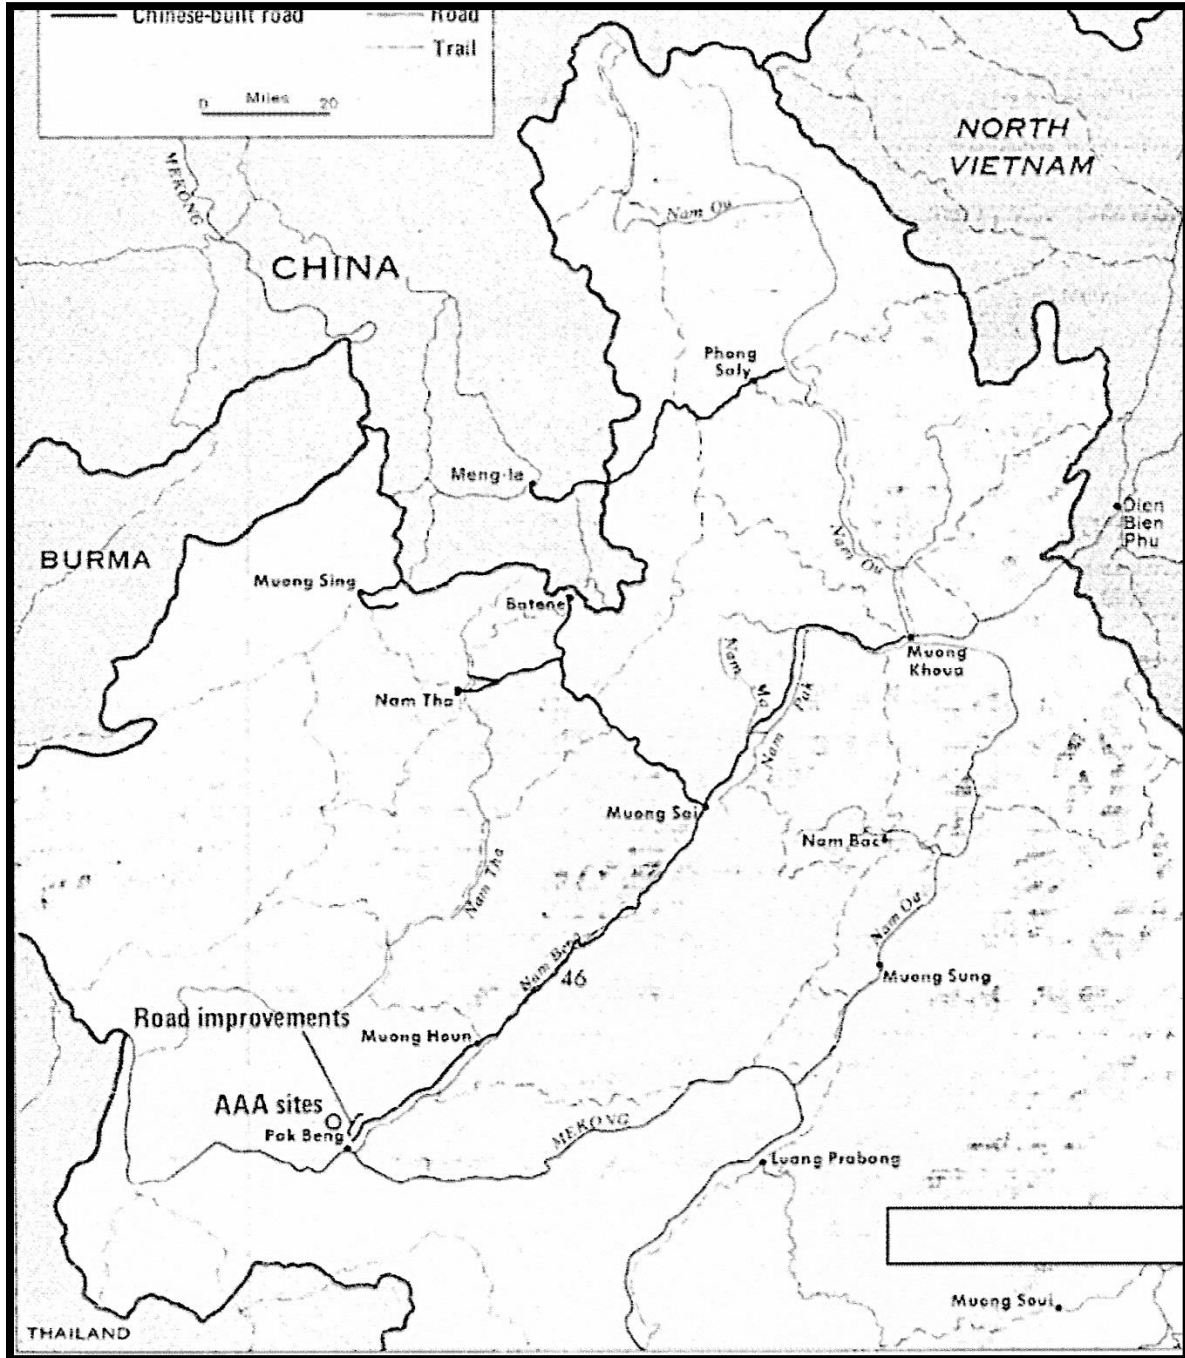 Chinese-built road
Road
Trail
0 Miles 20
NORTH
VIETNAM
MEKONG
Nam Ou
CHINA
Phong
Saly
Meng-la
Dien
Bien
Phu
BURMA
Nam Ou
Muong Sing
Batene
Muong
Khoua
Nam
Ma
Nam Tha
Nam Pak
Muong Sai
Nam Bac
Nam Tha
Nam Ou
Nam Beng
46
Muong Sung
Road improvements
Muong Houn
AAA sites
MEKONG
Pak Beng
Luang Prabang
Muong Soui
THAILAND